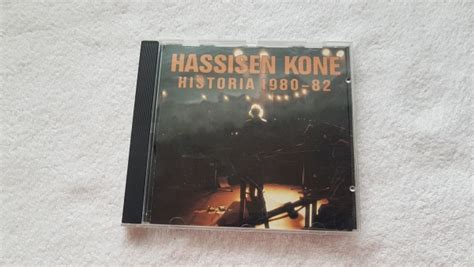 HASSISEN KONE
HISTORIA 1980-82